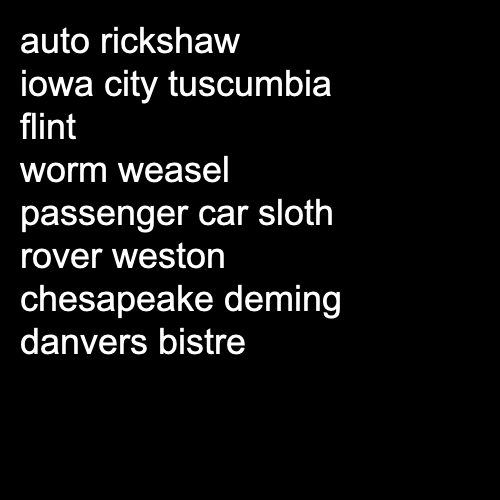 auto rickshaw
iowa city tuscumbia
flint
worm weasel
passenger car sloth
rover weston
chesapeake deming
danvers bistre